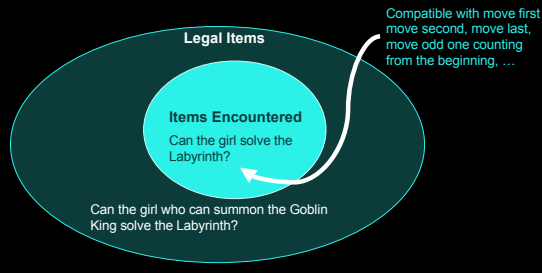 Compatible with move first
move second, move last,
move odd one counting
from the beginning, …
Legal Items
Items Encountered
Can the girl solve the
Labyrinth?
Can the girl who can summon the Goblin
King solve the Labyrinth?